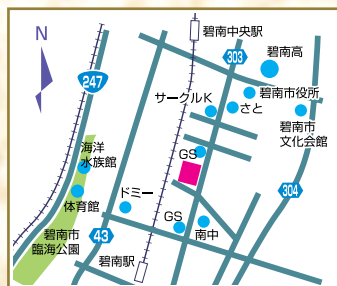 N
碧南中央駅
303
碧南高
247
サークルK
碧南市役所
さと
碧南市
文化会館
海洋
水族館
GS
体育館
ドミー
304
碧南市
臨海公園
43
GS
南中
碧南駅